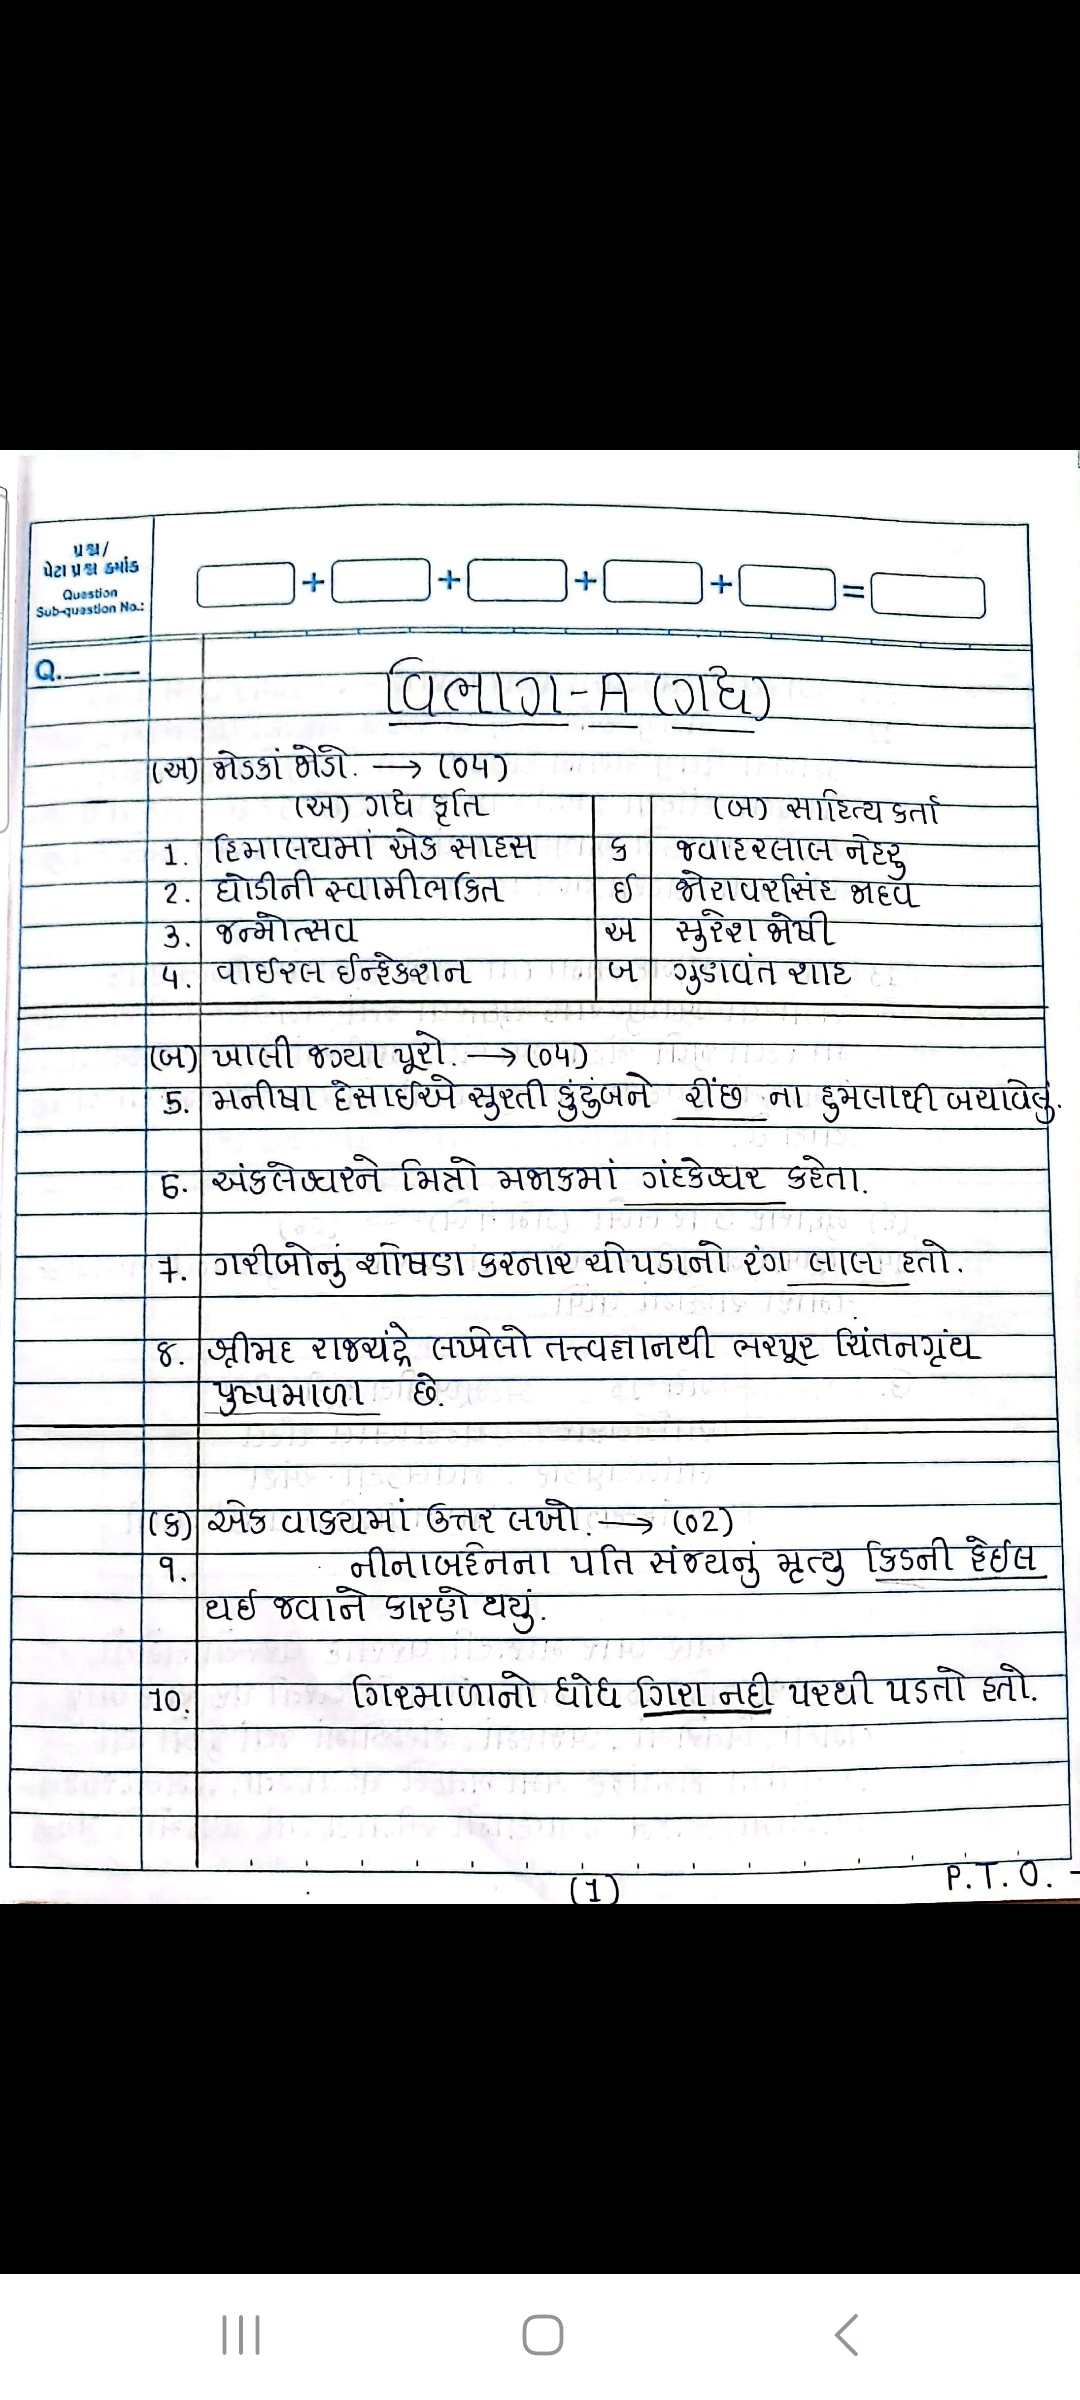 પ્રશ્ન/
પેટા પ્રશ્ન ક્રમાંક
Question
Sub-question No.:
+ + + + =
Q.
વિભાગ - A (ગદ્ય)
(અ) જોડકાં જોડો. → (04)
(અ) ગદ્ય કૃતિ (બ) સાહિત્યકર્તા
1. હિમાલયમાં એક સાહસ ક જવાહરલાલ નેહરુ
2. ઘોડીની સ્વામીભક્તિ ઈ જોરાવરસિંહ જાદવ
3. જન્મોત્સવ અ સુરેશ જોષી
4. વાઈરલ ઈન્ફેક્શન બ ગુણવંત શાહ
(બ) ખાલી જગ્યા પૂરો. → (04)
5. મનીષા દેસાઈએ સુરતી કુંટુંબને રીંછ ના હુમલાથી બચાવેલું.
6. અંકલેશ્વરને મિત્રો મજાકમાં ગંદકેશ્વર કહેતા.
7. ગરીબોનું શોષણ કરનાર ચોપડાનો રંગ લાલ હતો.
8. શ્રીમદ રાજચંદ્રે લખેલો તત્ત્વજ્ઞાનથી ભરપૂર ચિંતનગ્રંથ
પુષ્પમાળા છે.
(ક) એક વાક્યમાં ઉત્તર લખો. → (02)
૧. નીનાબહેનના પતિ સંજયનું મૃત્યુ કિડની ફેઈલ
થઈ જવાને કારણે થયું.
10. ગિરમાળાનો ધોધ ગિરા નદી પરથી પડતો હતો.
(1)
P.T.O.